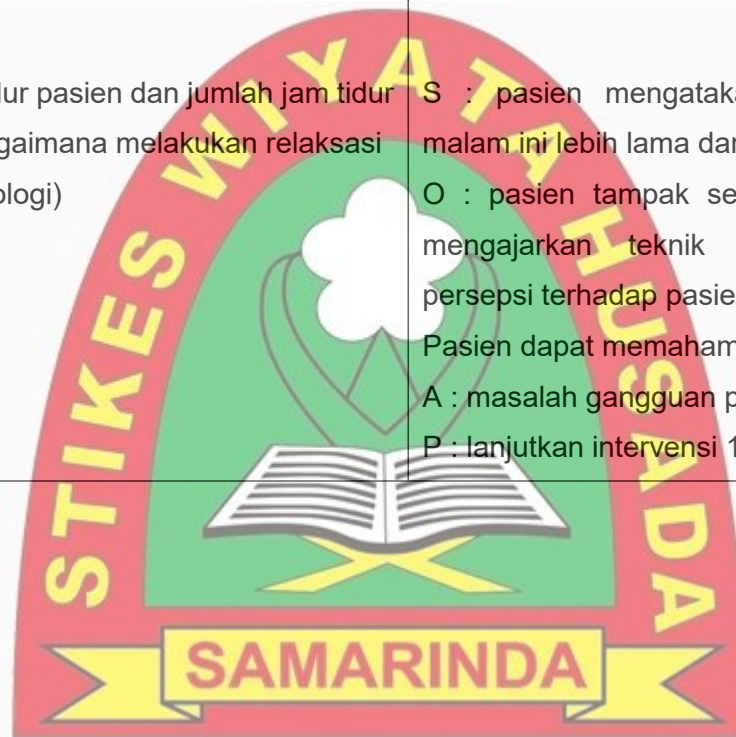 lur pasien dan jumlah jam tidur
gaimana melakukan relaksasi
ologi)
S : pasien mengataka
malam ini lebih lama dar
O : pasien tampak se
mengajarkan teknik
persepsi terhadap pasie
Pasien dapat memaham
A : masalah gangguan p
P : lanjutkan intervensi 1
STIKES WIYATA HUSADA
SAMARINDA